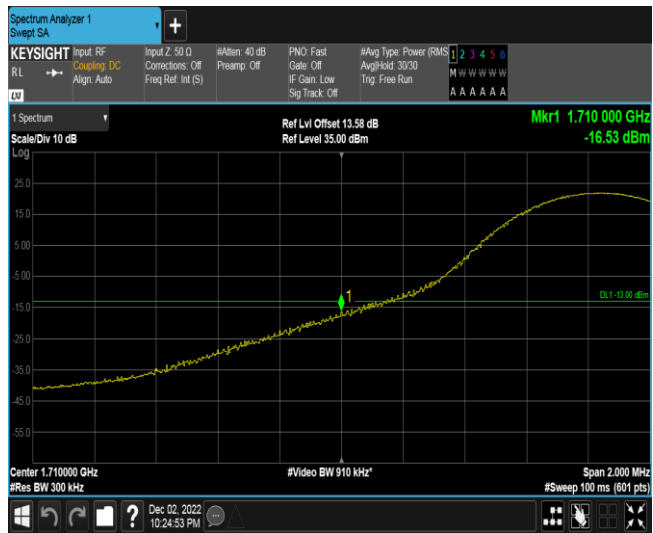 Spectrum Analyzer 1
Swept SA
KEYSIGHT
RL
LXI
Input: RF
Coupling: DC
Align: Auto
Input Z: 50 Ω
Corrections: Off
Freq Ref: Int (S)
#Atten: 40 dB
Preamp: Off
PNO: Fast
Gate: Off
IF Gain: Low
Sig Track: Off
#Avg Type: Power (RMS
Avg|Hold: 30/30
Trig: Free Run
1 2 3 4 5 6
M W W W W W
A A A A A A
1 Spectrum
Scale/Div 10 dB
Log
Ref Lvl Offset 13.58 dB
Ref Level 35.00 dBm
Mkr1 1.710 000 GHz
-16.53 dBm
25.0
15.0
5.00
-5.00
-15.0
-25.0
-35.0
-45.0
-55.0
1
DL1 -13.00 dBm
Center 1.710000 GHz
#Res BW 300 kHz
#Video BW 910 kHz*
Span 2.000 MHz
#Sweep 100 ms (601 pts)
?
Dec 02, 2022
10:24:53 PM